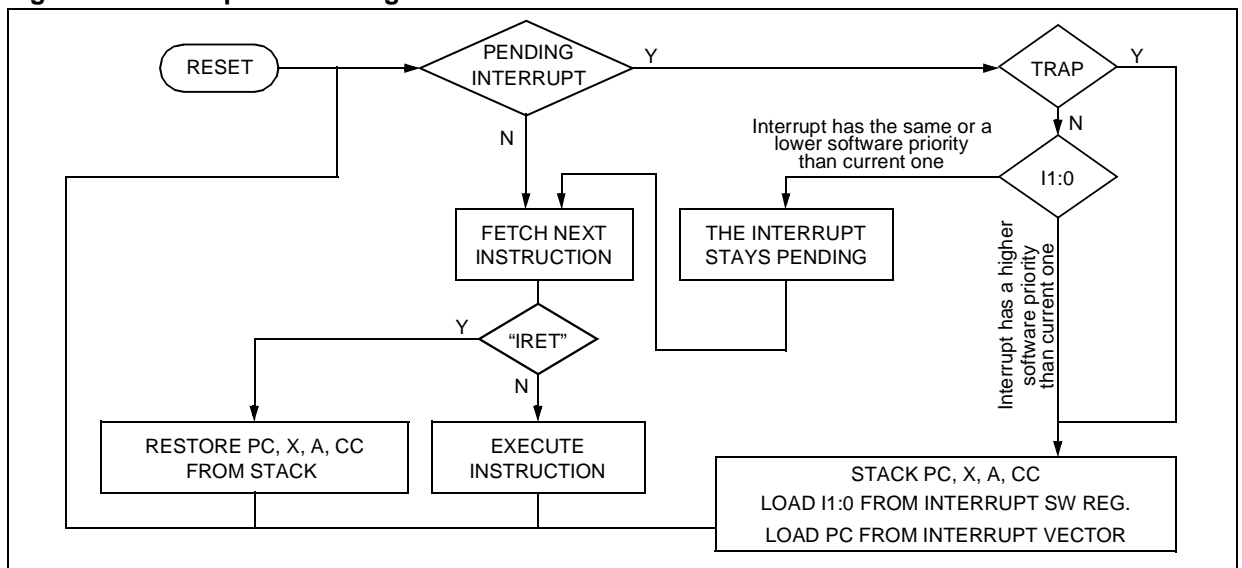 RESET
PENDING
INTERRUPT
Y
TRAP
Y
N
N
Interrupt has the same or a
lower software priority
than current one
I1:0
FETCH NEXT
INSTRUCTION
THE INTERRUPT
STAYS PENDING
Interrupt has a higher
software priority
than current one
Y
“IRET”
N
RESTORE PC, X, A, CC
FROM STACK
EXECUTE
INSTRUCTION
STACK PC, X, A, CC
LOAD I1:0 FROM INTERRUPT SW REG.
LOAD PC FROM INTERRUPT VECTOR